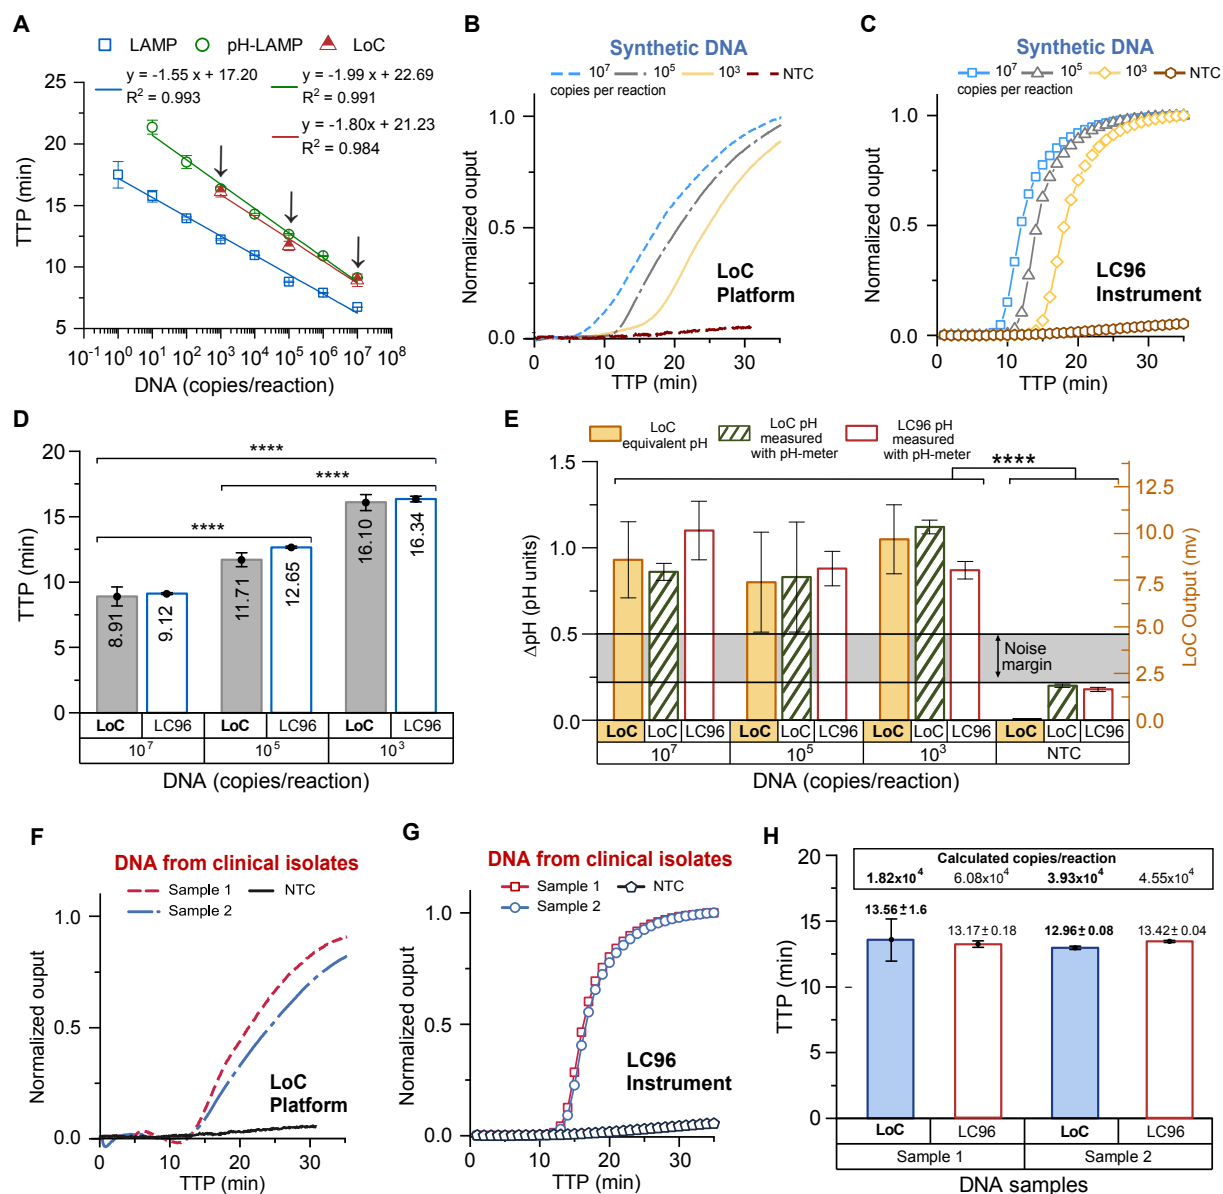 A
LAMP pH-LAMP LoC
y = -1.55 x + 17.20
R² = 0.993
y = -1.99 x + 22.69
R² = 0.991
y = -1.80x + 21.23
R² = 0.984
TTP (min)
25
20
15
10
5
10⁻¹ 10⁰ 10¹ 10² 10³ 10⁴ 10⁵ 10⁶ 10⁷ 10⁸
DNA (copies/reaction)
B
Synthetic DNA
10⁷ 10⁵ 10³ NTC
copies per reaction
Normalized ouput
1.0
0.5
0.0
LoC
Platform
0 10 20 30
TTP (min)
C
Synthetic DNA
10⁷ 10⁵ 10³ NTC
copies per reaction
Normalized ouput
1.0
0.5
0.0
LC96
Instrument
0 10 20 30
TTP (min)
D
TTP (min)
20
15
10
5
0
****
****
****
8.91
9.12
11.71
12.65
16.10
16.34
LoC LC96 LoC LC96 LoC LC96
10⁷ 10⁵ 10³
DNA (copies/reaction)
E
LoC
equivalent pH
LoC pH
measured
with pH-meter
LC96 pH
measured
with pH-meter
ΔpH (pH units)
1.5
1.0
0.5
0.0
****
Noise
margin
12.5
10.0
7.5
5.0
2.5
0.0
LoC Output (mv)
LoC LoC LC96 LoC LoC LC96 LoC LoC LC96 LoC LoC LC96
10⁷ 10⁵ 10³ NTC
DNA (copies/reaction)
F
DNA from clinical isolates
Sample 1 NTC
Sample 2
Normalized ouput
1.0
0.5
0.0
LoC
Platform
0 10 20 30
TTP (min)
G
DNA from clinical isolates
Sample 1 NTC
Sample 2
Normalized ouput
1.0
0.5
0.0
LC96
Instrument
0 10 20 30
TTP (min)
H
TTP (min)
20
15
10
5
0
Calculated copies/reaction
1.82x10⁴ 6.08x10⁴ 3.93x10⁴ 4.55x10⁴
13.56±1.6
13.17±0.18
12.96±0.08
13.42±0.04
LoC LC96 LoC LC96
Sample 1 Sample 2
DNA samples